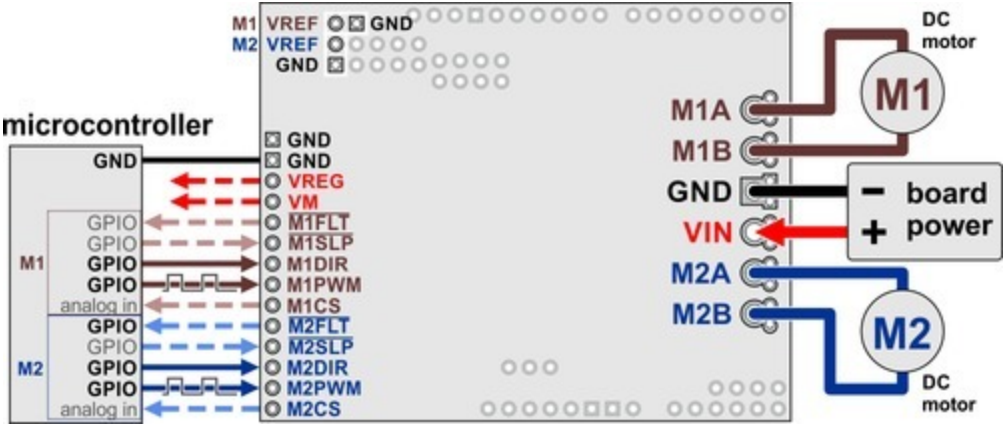 M1 VREF GND
M2 VREF
GND
DC
motor
M1
M1A
M1B
GND
VIN
M2A
M2B
board
power
-
+
M2
DC
motor
microcontroller
GND
GND
GND
VREG
VM
M1
GPIO M1FLT
GPIO M1SLP
GPIO M1DIR
GPIO M1PWM
analog in M1CS
M2
GPIO M2FLT
GPIO M2SLP
GPIO M2DIR
GPIO M2PWM
analog in M2CS